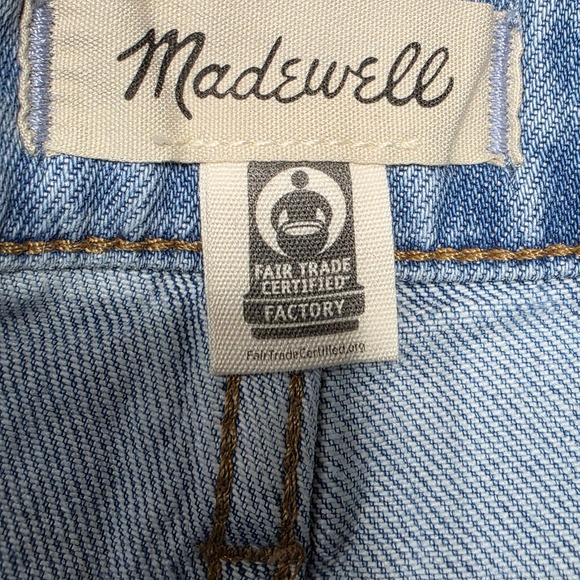 Madewell
FAIR TRADE
CERTIFIED
FACTORY
FairTradeCertified.org